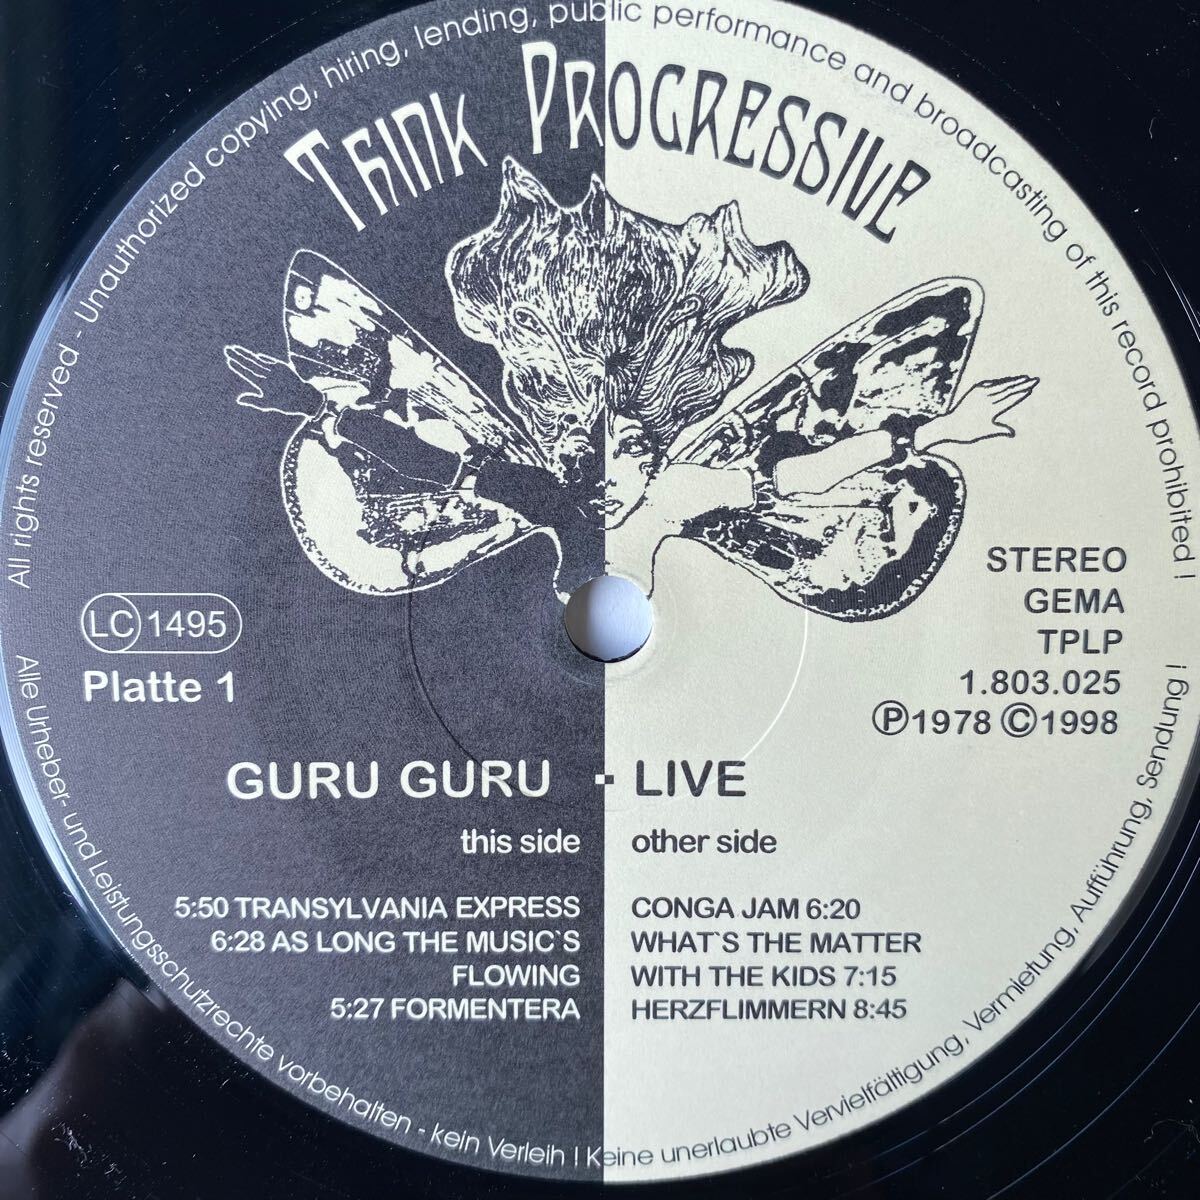 All rights reserved - Unauthorized copying, hiring, lending, public performance and broadcasting of this record prohibited !
THINK PROGRESSIVE
STEREO
GEMA
TPLP
1.803.025
Ⓟ1978 ©1998
LC 1495
Platte 1
GURU GURU - LIVE
this side
5:50 TRANSYLVANIA EXPRESS
6:28 AS LONG THE MUSIC`S
FLOWING
5:27 FORMENTERA
other side
CONGA JAM 6:20
WHAT`S THE MATTER
WITH THE KIDS 7:15
HERZFLIMMERN 8:45
Alle Urheber- und Leistungsschutzrechte vorbehalten - kein Verleih ! Keine unerlaubte Vervielfältigung, Vermietung, Aufführung, Sendung !